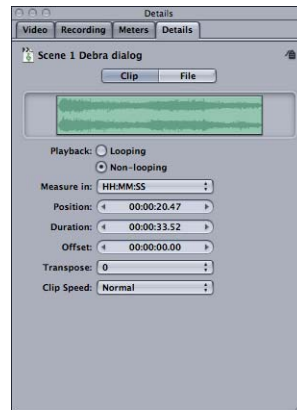 Details
Video Recording Meters Details
Scene 1 Debra dialog
Clip File
Playback: Looping
Non-looping
Measure in: HH:MM:SS
Position: 00:00:20.47
Duration: 00:00:33.52
Offset: 00:00:00.00
Transpose: 0
Clip Speed: Normal